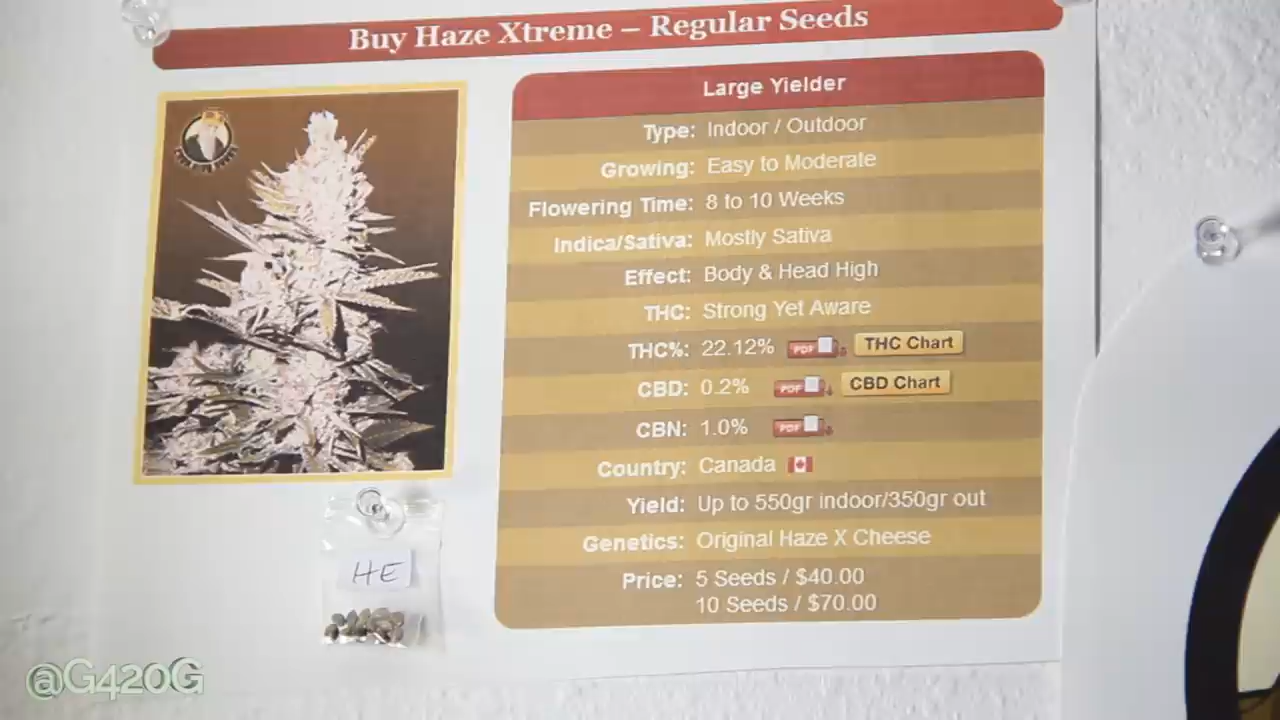 Buy Haze Xtreme – Regular Seeds
Large Yielder
Type: Indoor / Outdoor
Growing: Easy to Moderate
Flowering Time: 8 to 10 Weeks
Indica/Sativa: Mostly Sativa
Effect: Body & Head High
THC: Strong Yet Aware
THC%: 22.12% PDF THC Chart
CBD: 0.2% PDF CBD Chart
CBN: 1.0% PDF
Country: Canada
Yield: Up to 550gr indoor/350gr out
Genetics: Original Haze X Cheese
Price: 5 Seeds / $40.00
10 Seeds / $70.00
HE
@G420G